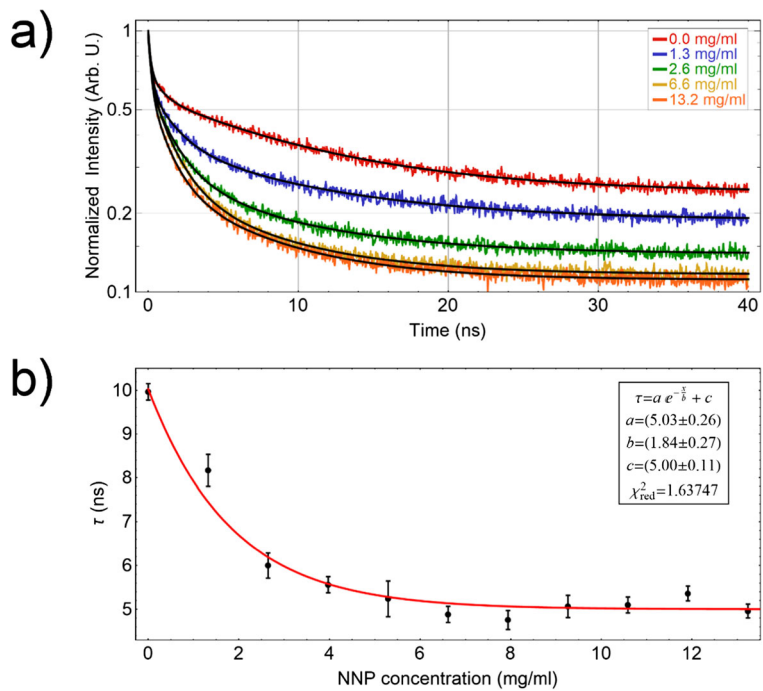 a)
Normalized Intensity (Arb. U.)
1
0.5
0.2
0.1
0.0 mg/ml
1.3 mg/ml
2.6 mg/ml
6.6 mg/ml
13.2 mg/ml
0 10 20 30 40
Time (ns)
b)
τ (ns)
10
9
8
7
6
5
τ=a e^{-x/b}+c
a=(5.03±0.26)
b=(1.84±0.27)
c=(5.00±0.11)
χ²red=1.63747
0 2 4 6 8 10 12
NNP concentration (mg/ml)